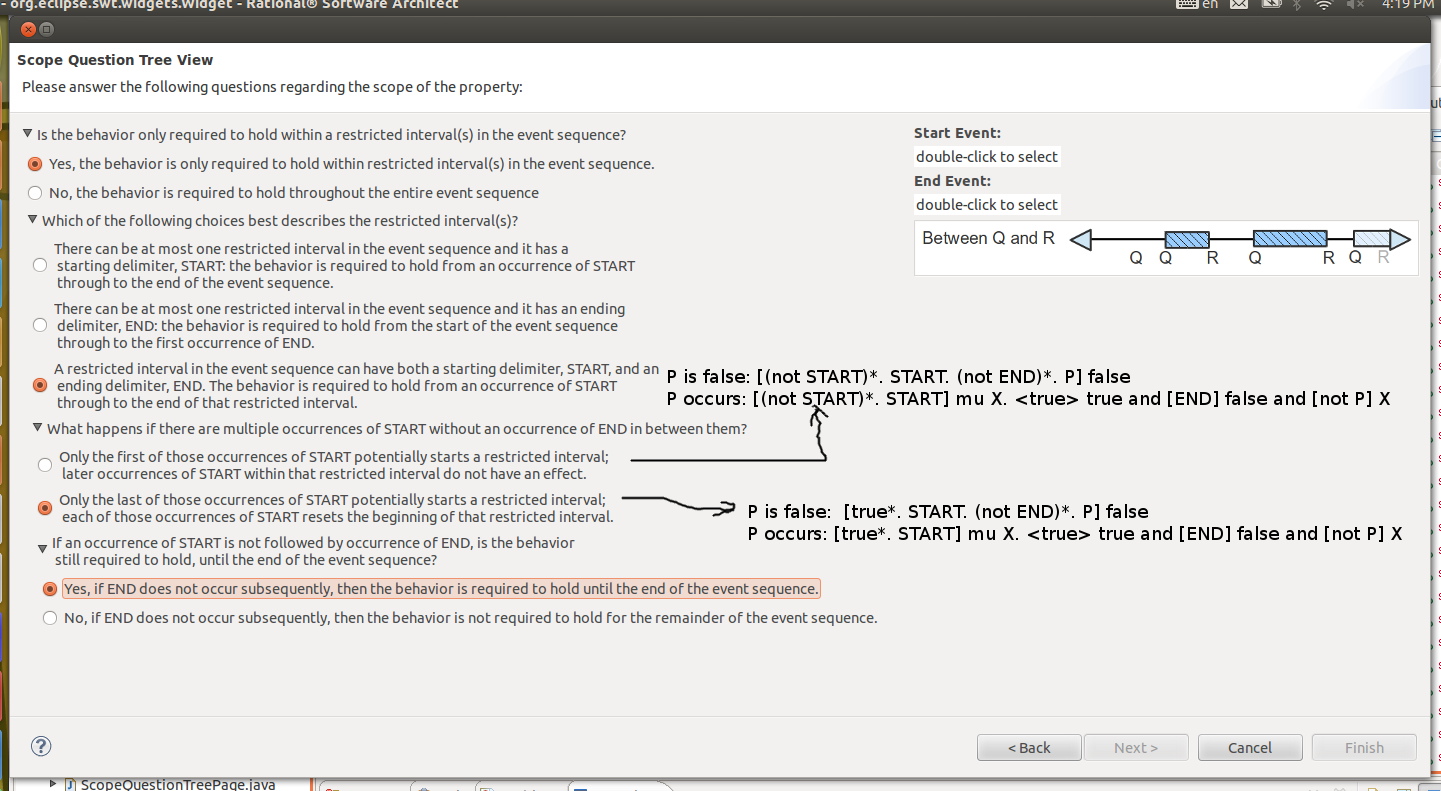 - org.eclipse.swt.widgets.Widget - Rational® Software Architect
en
4:19 PM
Scope Question Tree View
Please answer the following questions regarding the scope of the property:
Is the behavior only required to hold within a restricted interval(s) in the event sequence?
Yes, the behavior is only required to hold within restricted interval(s) in the event sequence.
No, the behavior is required to hold throughout the entire event sequence
Which of the following choices best describes the restricted interval(s)?
There can be at most one restricted interval in the event sequence and it has a
starting delimiter, START: the behavior is required to hold from an occurrence of START
through to the end of the event sequence.
There can be at most one restricted interval in the event sequence and it has an ending
delimiter, END: the behavior is required to hold from the start of the event sequence
through to the first occurrence of END.
A restricted interval in the event sequence can have both a starting delimiter, START, and an
ending delimiter, END. The behavior is required to hold from an occurrence of START
through to the end of that restricted interval.
What happens if there are multiple occurrences of START without an occurrence of END in between them?
Only the first of those occurrences of START potentially starts a restricted interval;
later occurrences of START within that restricted interval do not have an effect.
Only the last of those occurrences of START potentially starts a restricted interval;
each of those occurrences of START resets the beginning of that restricted interval.
If an occurrence of START is not followed by occurrence of END, is the behavior
still required to hold, until the end of the event sequence?
Yes, if END does not occur subsequently, then the behavior is required to hold until the end of the event sequence.
No, if END does not occur subsequently, then the behavior is not required to hold for the remainder of the event sequence.
Start Event:
double-click to select
End Event:
double-click to select
Between Q and R
Q Q R Q R Q R
P is false: [(not START)*. START. (not END)*. P] false
P occurs: [(not START)*. START] mu X. <true> true and [END] false and [not P] X
P is false: [true*. START. (not END)*. P] false
P occurs: [true*. START] mu X. <true> true and [END] false and [not P] X
?
< Back
Next >
Cancel
Finish
ScopeQuestionTreePage.java